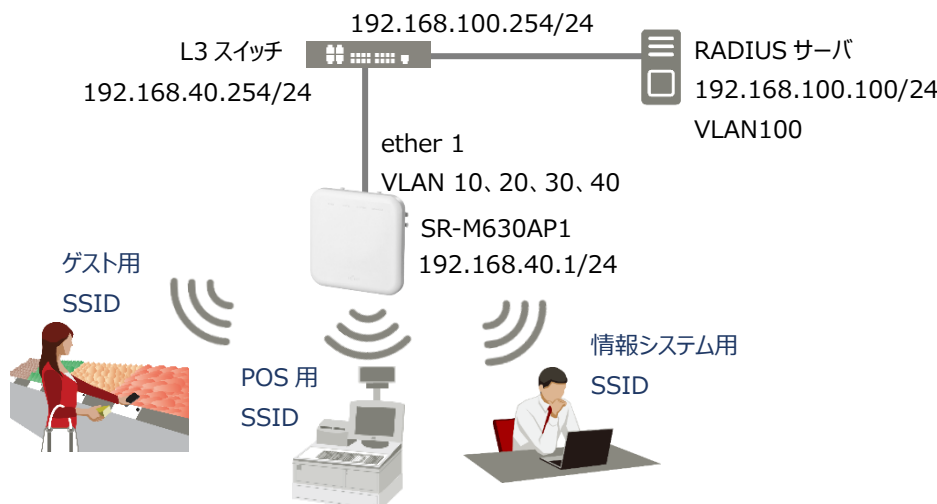 192.168.100.254/24
L3 スイッチ
192.168.40.254/24
RADIUS サーバ
192.168.100.100/24
VLAN100
ether 1
VLAN 10、20、30、40
SR-M630AP1
192.168.40.1/24
ゲスト用
SSID
POS 用
SSID
情報システム用
SSID